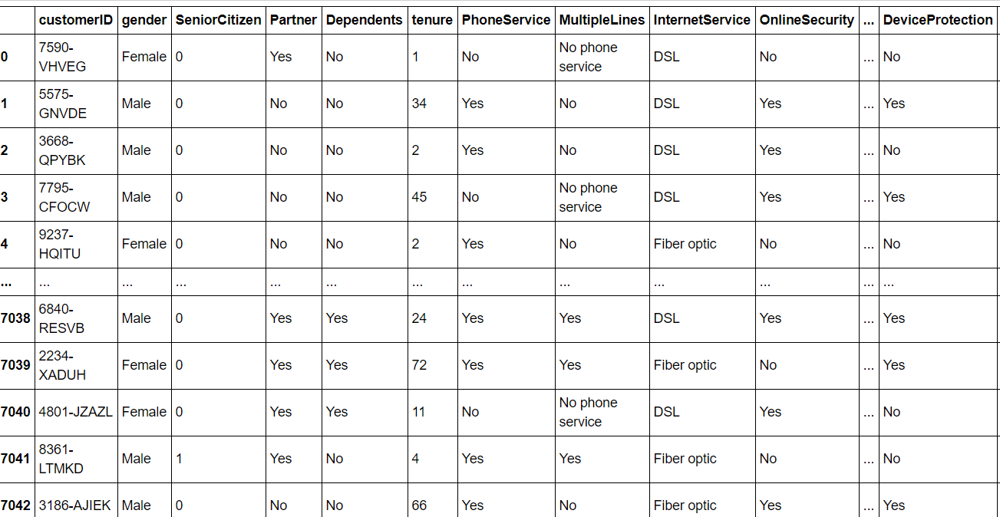 customerID gender SeniorCitizen Partner Dependents tenure PhoneService MultipleLines InternetService OnlineSecurity ... DeviceProtection
0 7590-VHVEG Female 0 Yes No 1 No No phone service DSL No ... No
1 5575-GNVDE Male 0 No No 34 Yes No DSL Yes ... Yes
2 3668-QPYBK Male 0 No No 2 Yes No DSL Yes ... No
3 7795-CFOCW Male 0 No No 45 No No phone service DSL Yes ... Yes
4 9237-HQITU Female 0 No No 2 Yes No Fiber optic No ... No
... ... ... ... ... ... ... ... ... ... ... ... ...
7038 6840-RESVB Male 0 Yes Yes 24 Yes Yes DSL Yes ... Yes
7039 2234-XADUH Female 0 Yes Yes 72 Yes Yes Fiber optic No ... Yes
7040 4801-JZAZL Female 0 Yes Yes 11 No No phone service DSL Yes ... No
7041 8361-LTMKD Male 1 Yes No 4 Yes Yes Fiber optic No ... No
7042 3186-AJIEK Male 0 No No 66 Yes No Fiber optic Yes ... Yes